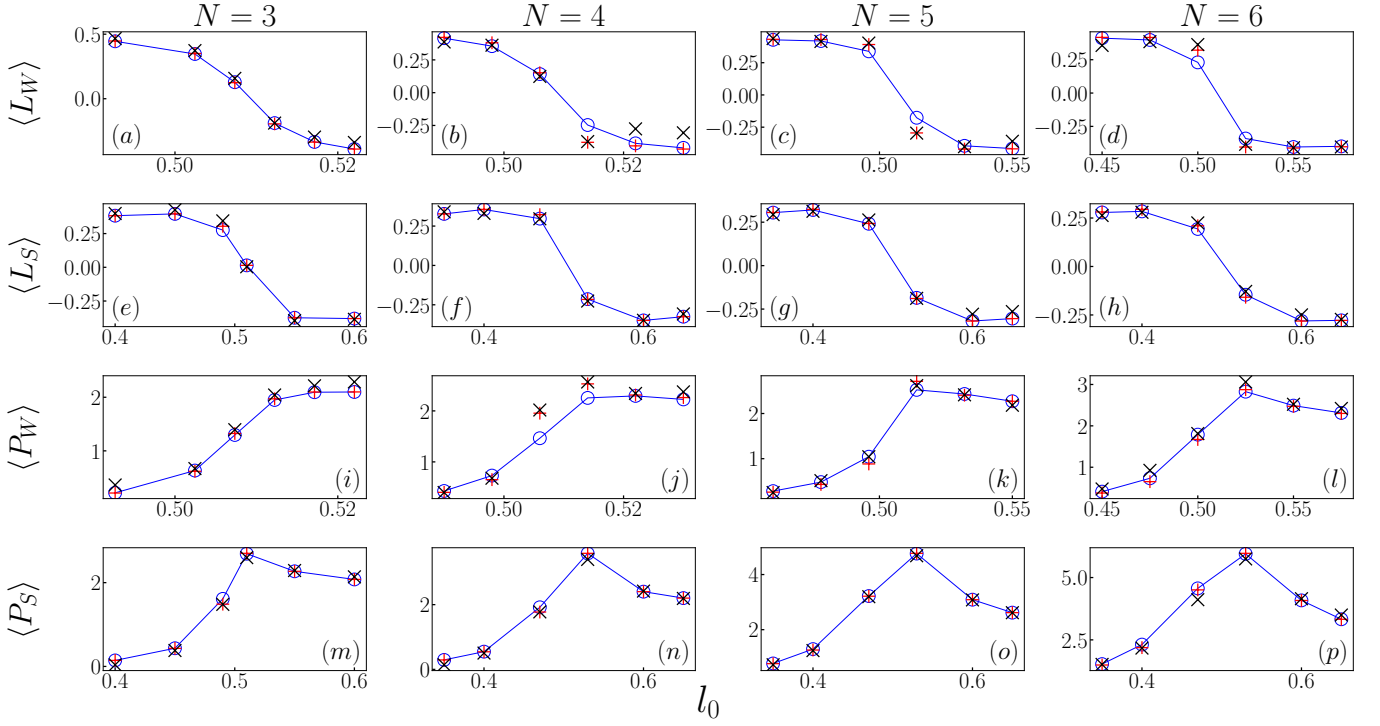 N = 3 N = 4 N = 5 N = 6
⟨L_W⟩
0.5 0.0 (a) 0.50 0.52
0.25 0.00 −0.25 (b) 0.50 0.52
0.25 0.00 −0.25 (c) 0.50 0.55
0.25 0.00 −0.25 (d) 0.45 0.50 0.55
⟨L_S⟩
0.25 0.00 −0.25 (e) 0.4 0.5 0.6
0.25 0.00 −0.25 (f) 0.4 0.6
0.25 0.00 −0.25 (g) 0.4 0.6
0.25 0.00 −0.25 (h) 0.4 0.6
⟨P_W⟩
2 1 (i) 0.50 0.52
2 1 (j) 0.50 0.52
2 1 (k) 0.50 0.55
3 2 1 (l) 0.45 0.50 0.55
⟨P_S⟩
2 0 (m) 0.4 0.5 0.6
2 0 (n) 0.4 0.6
4 2 (o) 0.4 0.6
5.0 2.5 (p) 0.4 0.6
l_0